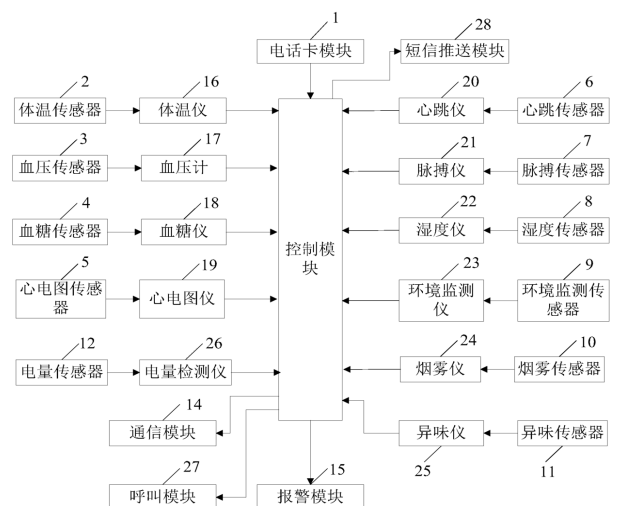 1
28
电话卡模块
短信推送模块
2
16
20
6
体温传感器
体温仪
心跳仪
心跳传感器
3
17
21
7
血压传感器
血压计
脉搏仪
脉搏传感器
4
18
22
8
血糖传感器
血糖仪
湿度仪
湿度传感器
控制模
块
5
19
23
9
心电图传感
器
心电图仪
环境监测
仪
环境监测传
感器
12
26
24
10
电量传感器
电量检测仪
烟雾仪
烟雾传感器
14
通信模块
异味仪
异味传感器
25
11
27
15
呼叫模块
报警模块